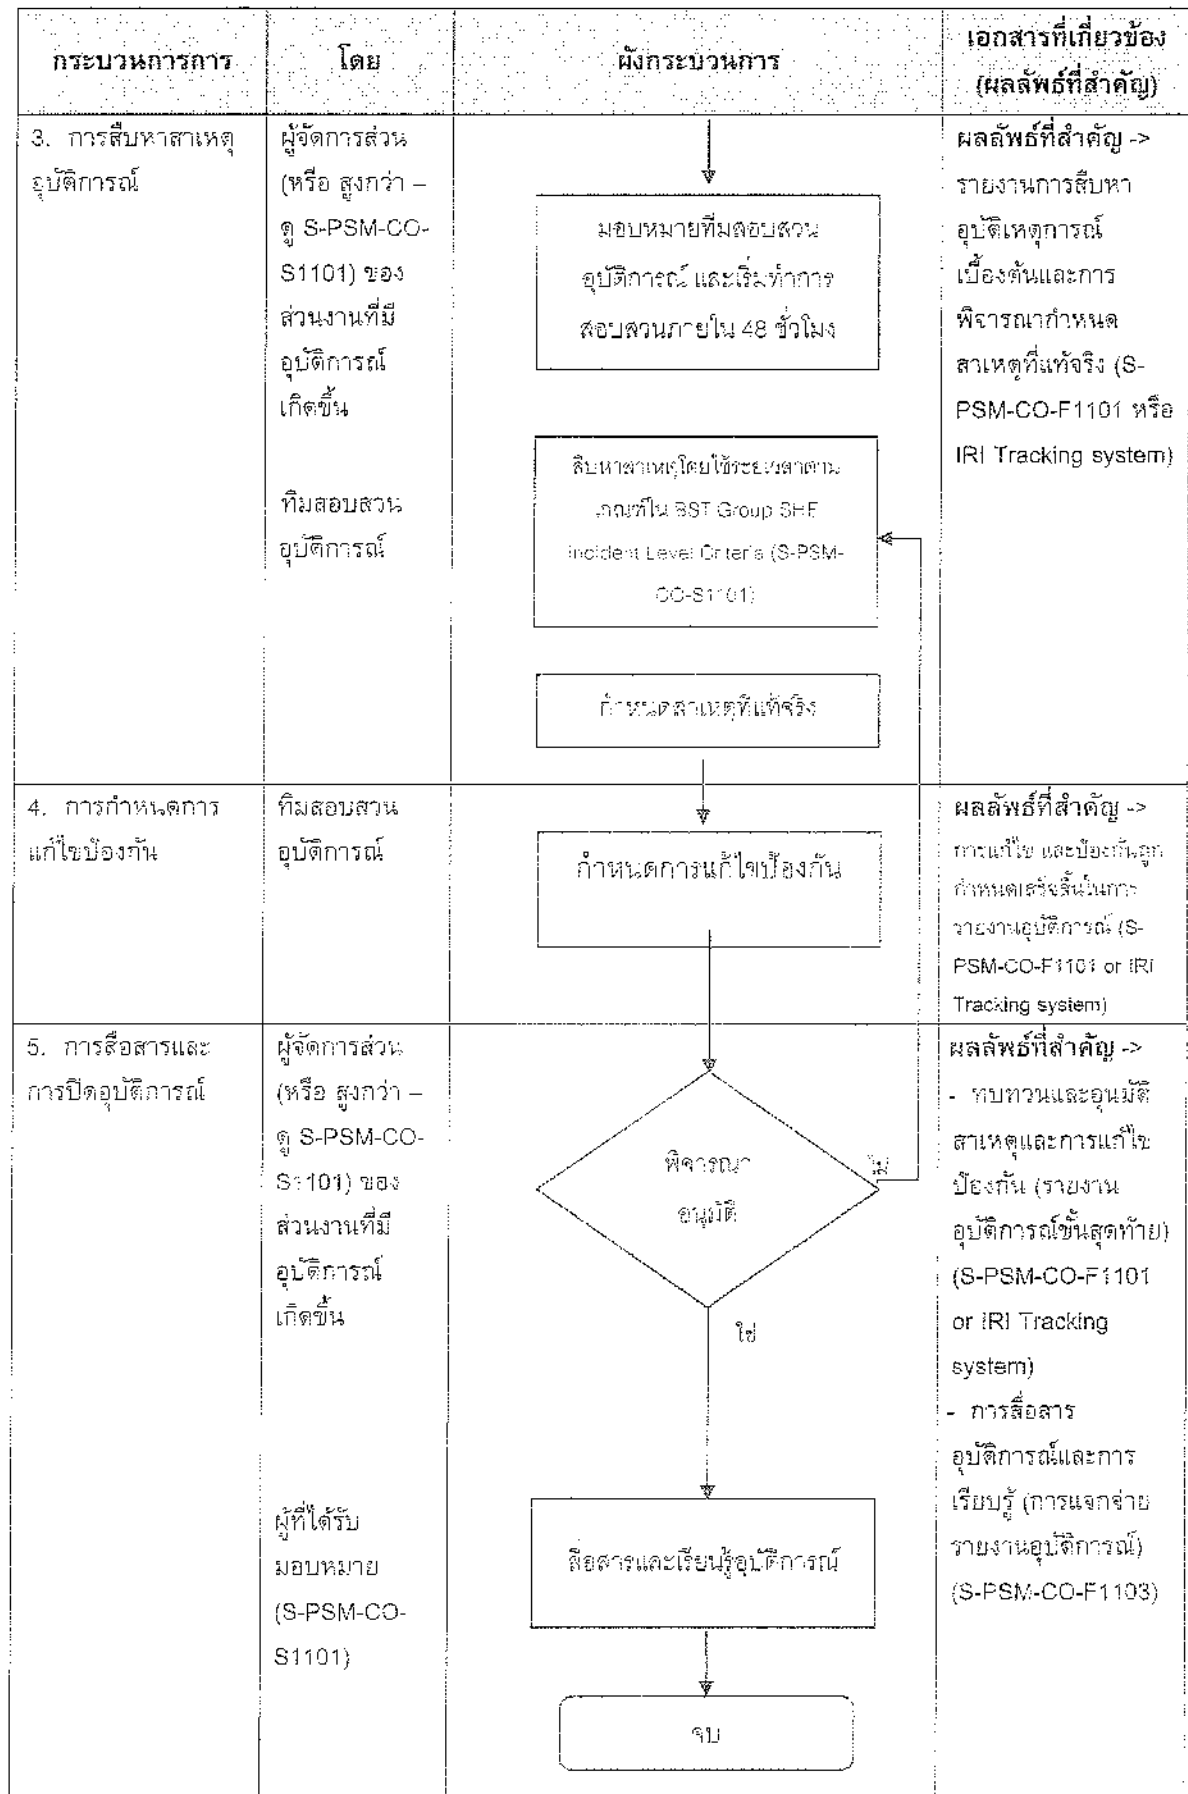 กระบวนการการ
โดย
ผังกระบวนการ
เอกสารที่เกี่ยวข้อง
(ผลลัพธ์ที่สำคัญ)
3. การสืบหาสาเหตุ
อุบัติการณ์
ผู้จัดการส่วน
(หรือ สูงกว่า –
ดู S-PSM-CO-
S1101) ของ
ส่วนงานที่มี
อุบัติการณ์
เกิดขึ้น
ทีมสอบสวน
อุบัติการณ์
มอบหมายทีมสอบสวน
อุบัติการณ์ และเริ่มทำการ
สอบสวนภายใน 48 ชั่วโมง
สืบหาสาเหตุโดยใช้ระยะเวลาตาม
เกณฑ์ใน BST Group SHE
Incident Level Criteria (S-PSM-
CO-S1101)
กำหนดสาเหตุที่แท้จริง
ผลลัพธ์ที่สำคัญ ->
รายงานการสืบหา
อุบัติเหตุการณ์
เบื้องต้นและการ
พิจารณากำหนด
สาเหตุที่แท้จริง (S-
PSM-CO-F1101 หรือ
IRI Tracking system)
4. การกำหนดการ
แก้ไขป้องกัน
ทีมสอบสวน
อุบัติการณ์
กำหนดการแก้ไขป้องกัน
ผลลัพธ์ที่สำคัญ ->
การแก้ไข และป้องกันถูก
กำหนดเสร็จสิ้นในการ
รายงานอุบัติการณ์ (S-
PSM-CO-F1101 or IRI
Tracking system)
5. การสื่อสารและ
การปิดอุบัติการณ์
ผู้จัดการส่วน
(หรือ สูงกว่า –
ดู S-PSM-CO-
S1101) ของ
ส่วนงานที่มี
อุบัติการณ์
เกิดขึ้น
ผู้ที่ได้รับ
มอบหมาย
(S-PSM-CO-
S1101)
พิจารณา
อนุมัติ
ไม่
ใช่
สื่อสารและเรียนรู้อุบัติการณ์
จบ
ผลลัพธ์ที่สำคัญ ->
- ทบทวนและอนุมัติ
สาเหตุและการแก้ไข
ป้องกัน (รายงาน
อุบัติการณ์ขั้นสุดท้าย)
(S-PSM-CO-F1101
or IRI Tracking
system)
- การสื่อสาร
อุบัติการณ์และการ
เรียนรู้ (การแจกจ่าย
รายงานอุบัติการณ์)
(S-PSM-CO-F1103)